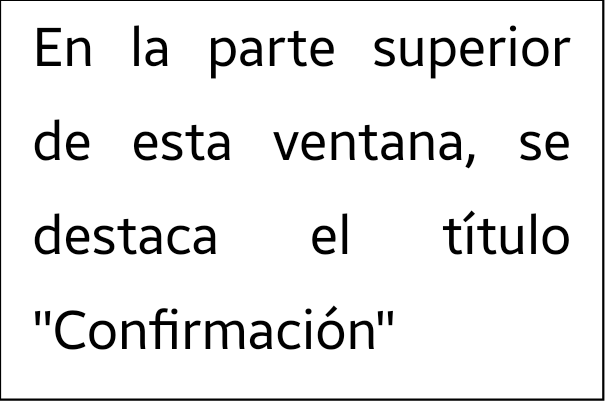 En la parte superior
de esta ventana, se
destaca el título
"Confirmación"